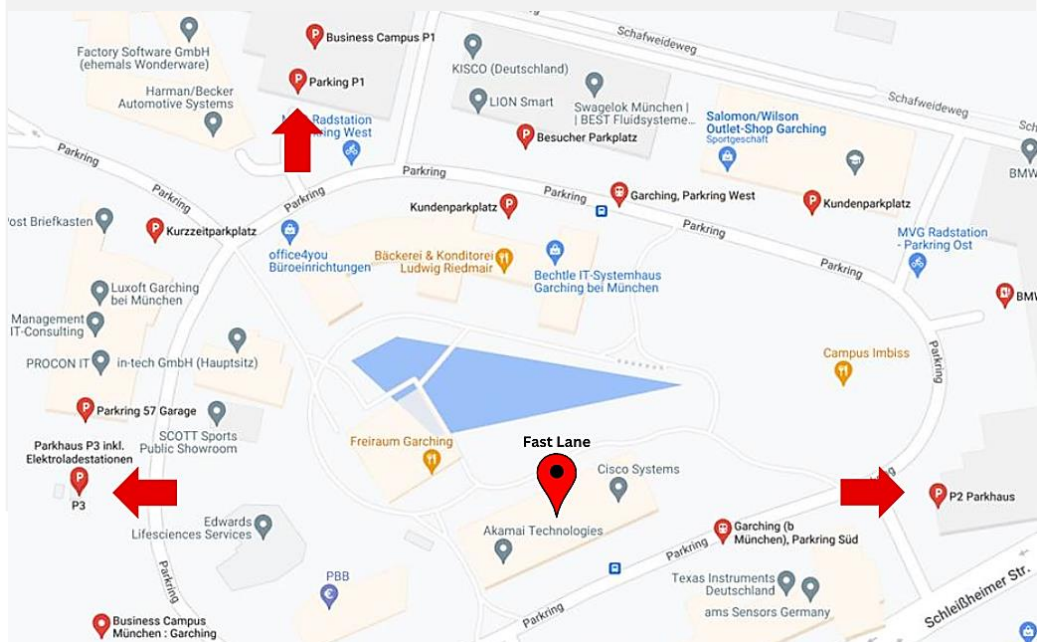 Factory Software GmbH
(ehemals Wonderware)
Business Campus P1
Parking P1
Harman/Becker
Automotive Systems
Radstation
West
KISCO (Deutschland)
LION Smart
Swagelok München |
| BEST Fluidsysteme...
Besucher Parkplatz
Schafweideweg
Schafweideweg
Salomon/Wilson
Outlet-Shop Garching
Sportgeschäft
BMW
Parkring
Parkring
Parkring
Parkring
Parkring
Parkring
Parkring
Post Briefkasten
Kurzzeitparkplatz
office4you
Büroeinrichtungen
Kundenparkplatz
Garching, Parkring West
Kundenparkplatz
MVG Radstation
- Parking Ost
Bäckerei & Konditorei
Ludwig Riedmair
Bechtle IT-Systemhaus
Garching bei München
Luxoft Garching
bei München
Management
IT-Consulting
PROCON IT
in-tech GmbH (Hauptsitz)
BMW
Campus Imbiss
Parkring 57 Garage
SCOTT Sports
Public Showroom
Parkhaus P3 inkl.
Elektroladestationen
P3
Freiraum Garching
Fast Lane
Cisco Systems
Akamai Technologies
P2 Parkhaus
Edwards
Lifesciences Services
Garching (b
München), Parkring Süd
Parkring
PBB
Texas Instruments
Deutschland
ams Sensors Germany
Parkring
Schleißheimer Str.
Business Campus
München : Garching
Parkring